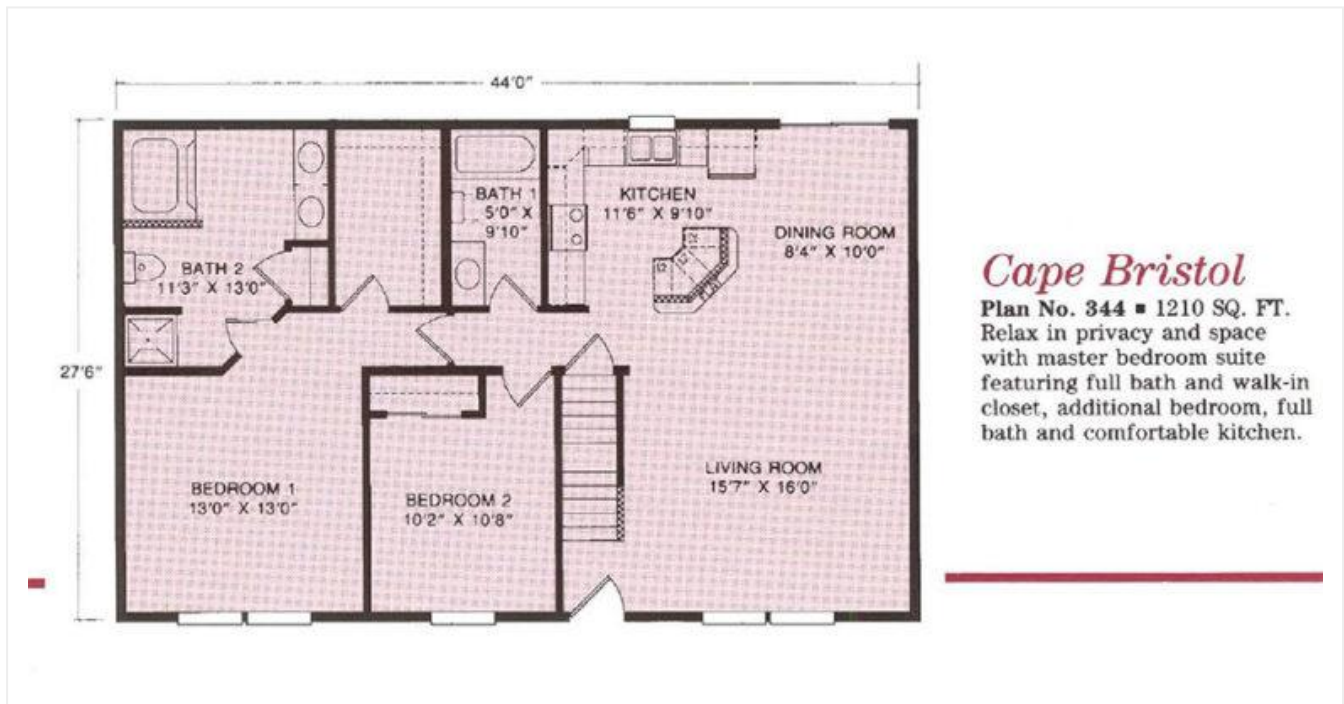 44'0"
BATH 1
5'0" X
9'10"
KITCHEN
11'6" X 9'10"
DINING ROOM
8'4" X 10'0"
BATH 2
11'3" X 13'0"
27'6"
BEDROOM 1
13'0" X 13'0"
BEDROOM 2
10'2" X 10'8"
LIVING ROOM
15'7" X 16'0"
12
12
12
Cape Bristol
Plan No. 344 ■ 1210 SQ. FT.
Relax in privacy and space
with master bedroom suite
featuring full bath and walk-in
closet, additional bedroom, full
bath and comfortable kitchen.